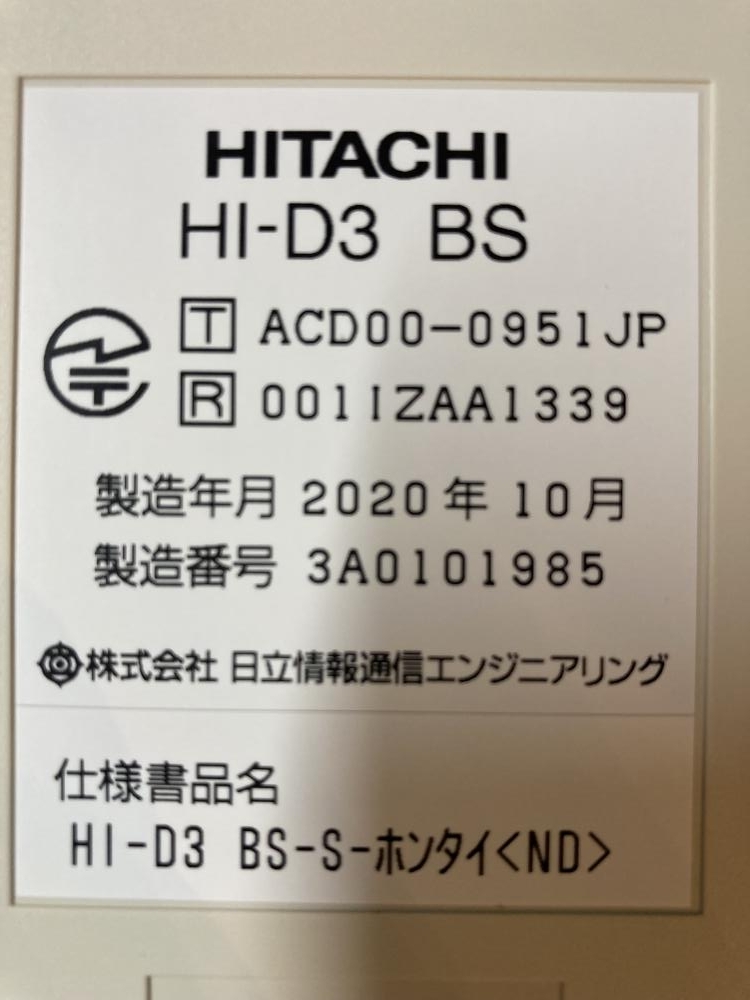 HITACHI
HI-D3 BS
T ACD00-0951JP
R 001IZAA1339
製造年月 2020年10月
製造番号 3A0101985
株式会社 日立情報通信エンジニアリング
仕様書品名
HI-D3 BS-S-ホンタイ<ND>